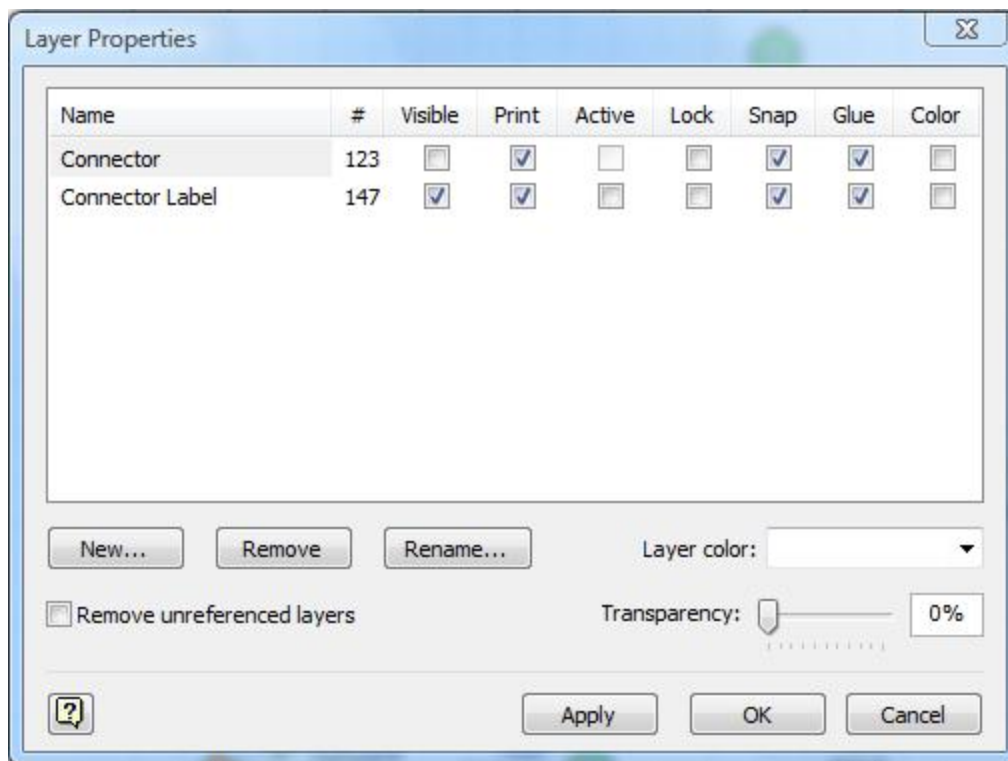 Layer Properties
Name # Visible Print Active Lock Snap Glue Color
Connector 123
Connector Label 147
New... Remove Rename... Layer color:
Remove unreferenced layers Transparency: 0%
Apply OK Cancel